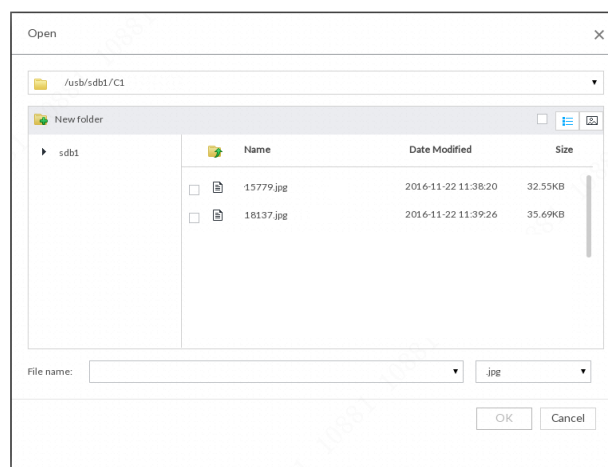 Open
/usb/sdb1/C1
New folder
sdb1
Name Date Modified Size
15779.jpg 2016-11-22 11:38:20 32.55KB
18137.jpg 2016-11-22 11:39:26 35.69KB
File name: .jpg
OK Cancel